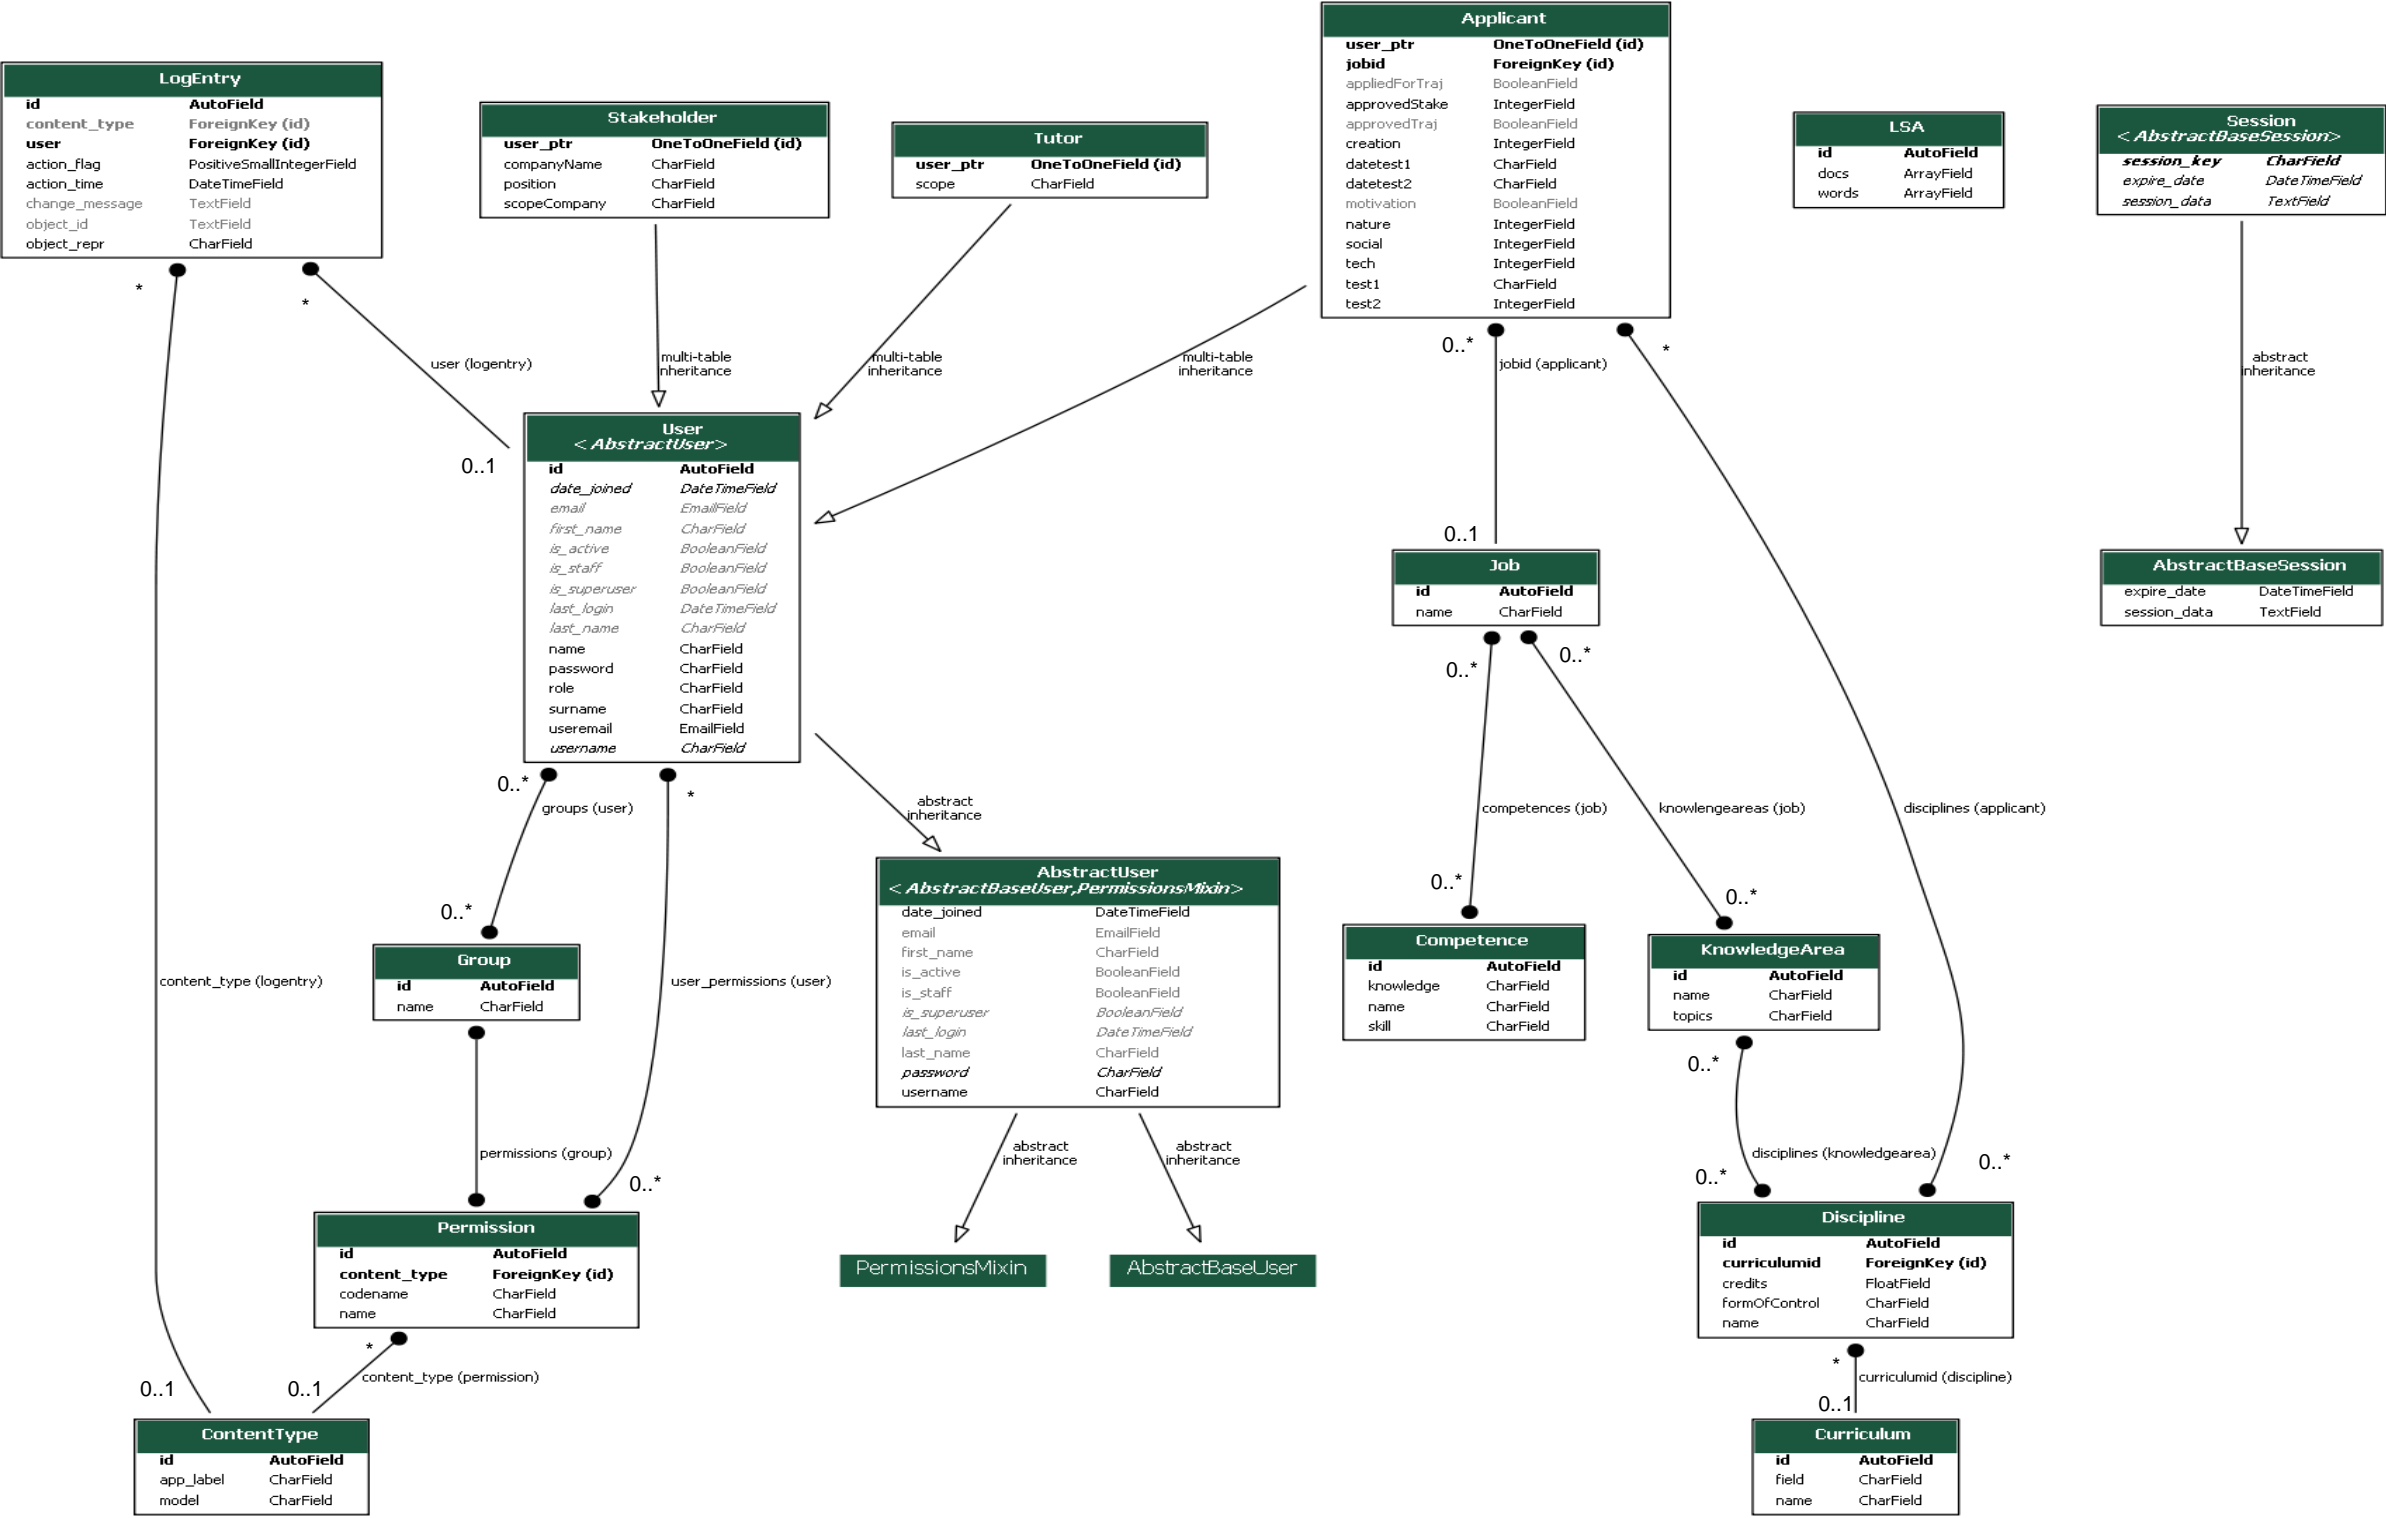 LogEntry
id AutoField
content_type ForeignKey (id)
user ForeignKey (id)
action_flag PositiveSmallIntegerField
action_time DateTimeField
change_message TextField
object_id TextField
object_repr CharField
Stakeholder
user_ptr OneToOneField (id)
companyName CharField
position CharField
scopeCompany CharField
Tutor
user_ptr OneToOneField (id)
scope CharField
Applicant
user_ptr OneToOneField (id)
jobid ForeignKey (id)
appliedForTraj BooleanField
approvedStake IntegerField
approvedTraj BooleanField
creation IntegerField
datetest1 CharField
datetest2 CharField
motivation BooleanField
nature IntegerField
social IntegerField
tech IntegerField
test1 CharField
test2 IntegerField
LSA
id AutoField
docs ArrayField
words ArrayField
Session
<AbstractBaseSession>
session_key CharField
expire_date DateTimeField
session_data TextField
*
*
user (logentry)
0..1
multi-table
inheritance
multi-table
inheritance
multi-table
inheritance
0..*
jobid (applicant)
*
0..1
abstract
inheritance
User
<AbstractUser>
id AutoField
date_joined DateTimeField
email EmailField
first_name CharField
is_active BooleanField
is_staff BooleanField
is_superuser BooleanField
last_login DateTimeField
last_name CharField
name CharField
password CharField
role CharField
surname CharField
useremail EmailField
username CharField
Job
id AutoField
name CharField
AbstractBaseSession
expire_date DateTimeField
session_data TextField
0..*
groups (user)
*
abstract
inheritance
0..*
0..*
competences (job)
knowlengeareas (job)
disciplines (applicant)
0..*
0..*
0..*
content_type (logentry)
Group
id AutoField
name CharField
user_permissions (user)
AbstractUser
<AbstractBaseUser,PermissionsMixin>
date_joined DateTimeField
email EmailField
first_name CharField
is_active BooleanField
is_staff BooleanField
is_superuser BooleanField
last_login DateTimeField
last_name CharField
password CharField
username CharField
Competence
id AutoField
knowledge CharField
name CharField
skill CharField
KnowledgeArea
id AutoField
name CharField
topics CharField
0..*
permissions (group)
0..*
abstract
inheritance
abstract
inheritance
disciplines (knowledgearea)
0..*
0..*
Permission
id AutoField
content_type ForeignKey (id)
codename CharField
name CharField
PermissionsMixin
AbstractBaseUser
Discipline
id AutoField
curriculumid ForeignKey (id)
credits FloatField
formOfControl CharField
name CharField
*
content_type (permission)
0..1
0..1
*
curriculumid (discipline)
0..1
ContentType
id AutoField
app_label CharField
model CharField
Curriculum
id AutoField
field CharField
name CharField